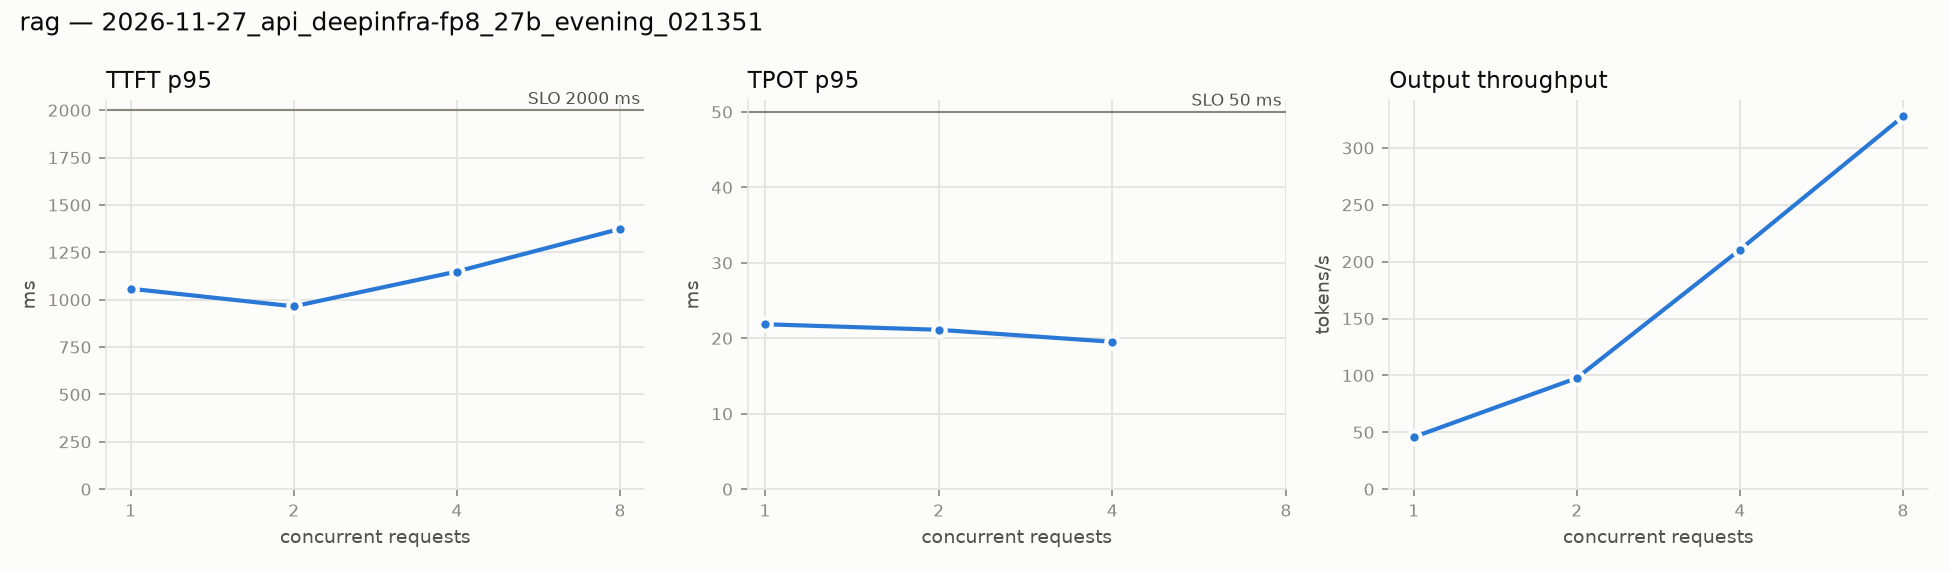 rag — 2026-11-27_api_deepinfra-fp8_27b_evening_021351
TTFT p95
SLO 2000 ms
2000
1750
1500
1250
1000
750
500
250
0
ms
1 2 4 8
concurrent requests
TPOT p95
SLO 50 ms
50
40
30
20
10
0
ms
1 2 4 8
concurrent requests
Output throughput
300
250
200
150
100
50
0
tokens/s
1 2 4 8
concurrent requests